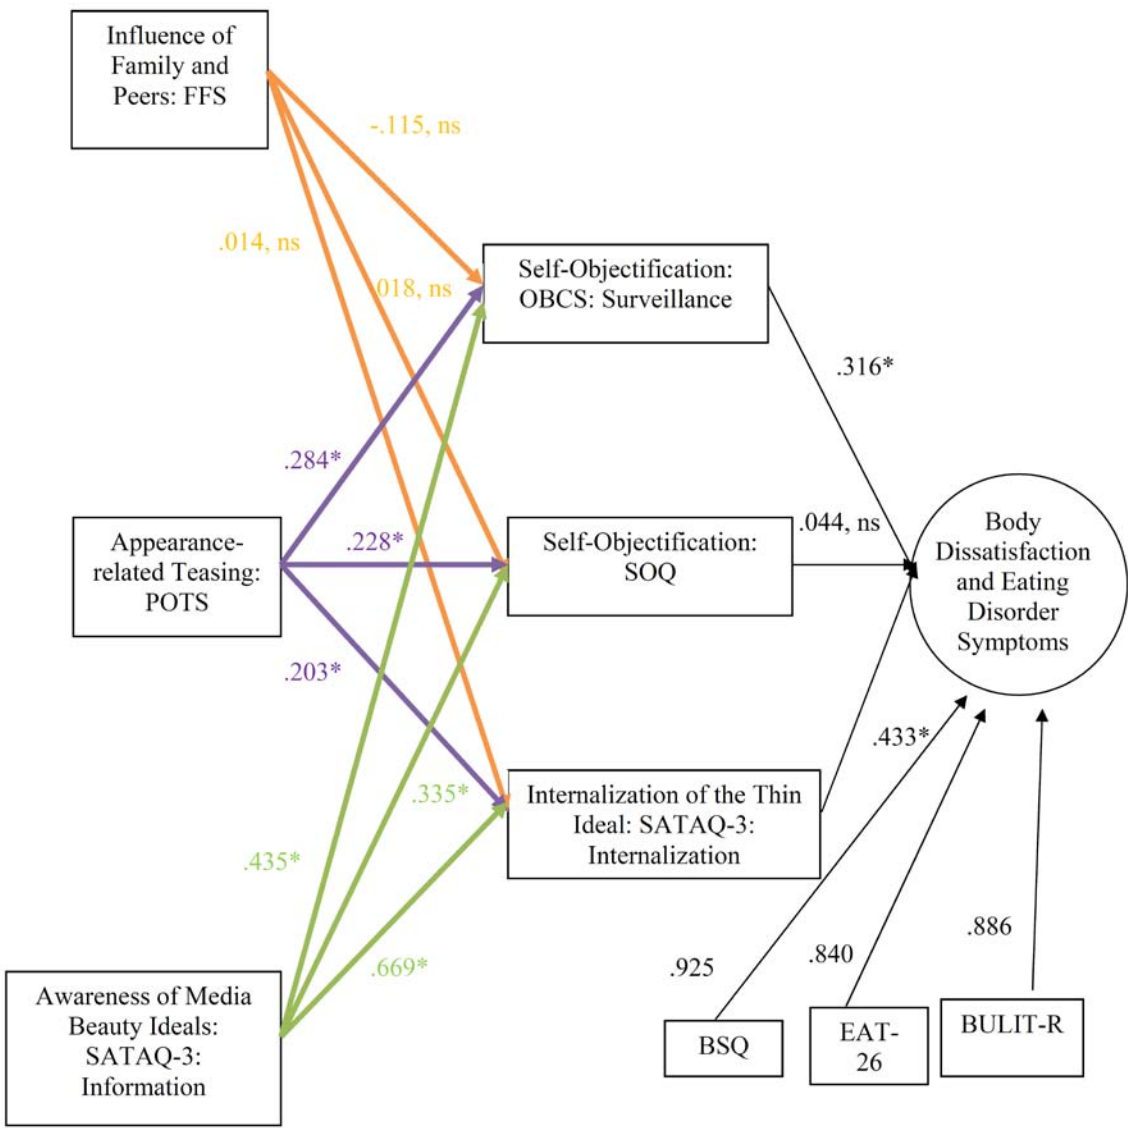 Influence of
Family and
Peers: FFS
-.115, ns
.014, ns
018, ns
Self-Objectification:
OBCS: Surveillance
.316*
.284*
Appearance-
related Teasing:
POTS
.228*
Self-Objectification:
SOQ
.044, ns
Body
Dissatisfaction
and Eating
Disorder
Symptoms
.203*
.433*
Internalization of the Thin
Ideal: SATAQ-3:
Internalization
.335*
.435*
.669*
.925
.840
.886
Awareness of Media
Beauty Ideals:
SATAQ-3:
Information
BSQ
EAT-
26
BULIT-R